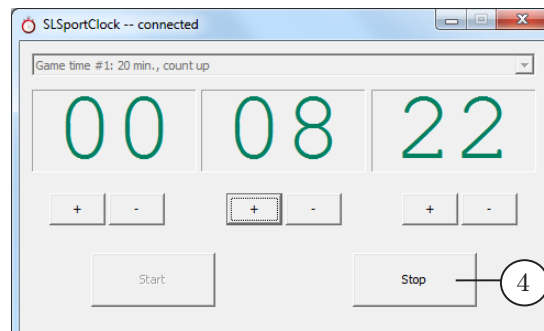 SLSportClock -- connected
Game time #1: 20 min., count up
00 08 22
+ - + - + -
Start Stop 4